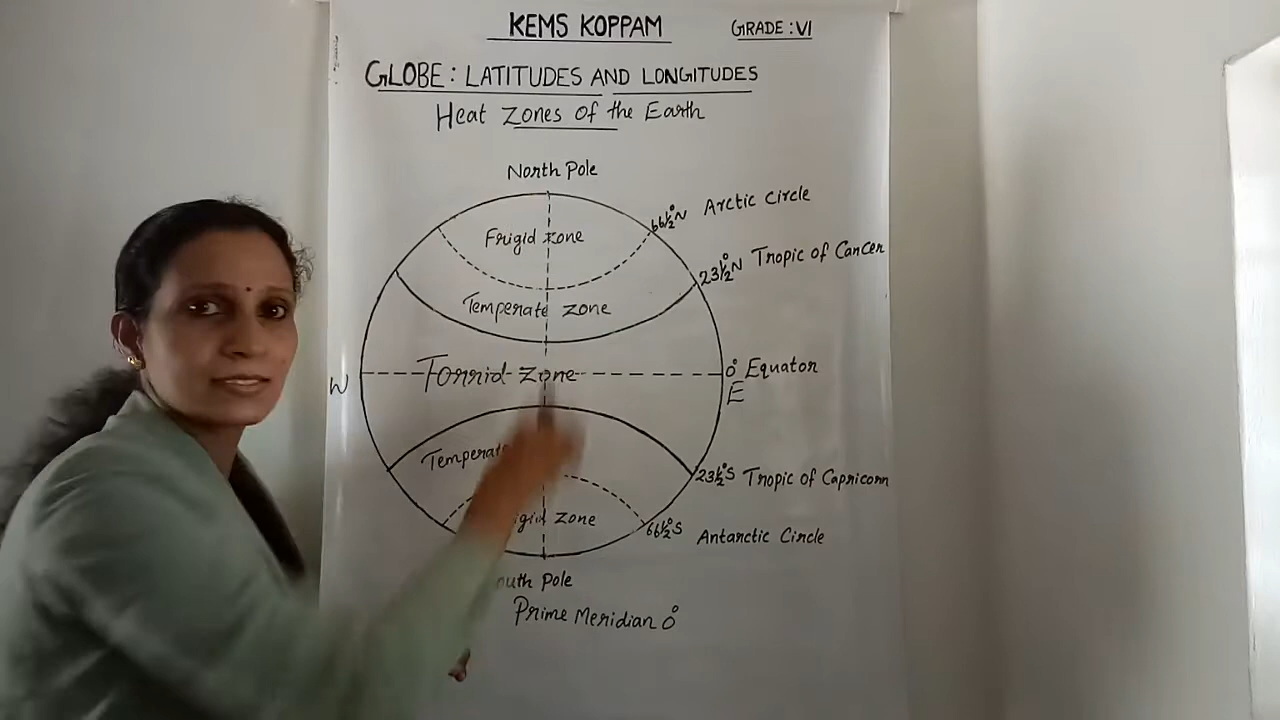 KEMS KOPPAM
GRADE : VI
GLOBE : LATITUDES AND LONGITUDES
Heat Zones of the Earth
North Pole
66½°N Arctic Circle
Frigid zone
23½°N Tropic of Cancer
Temperate zone
W Torrid zone 0° Equator
E
Temperate
23½°S Tropic of Capricorn
Zone
66½°S Antarctic Circle
Pole
Prime Meridian 0°